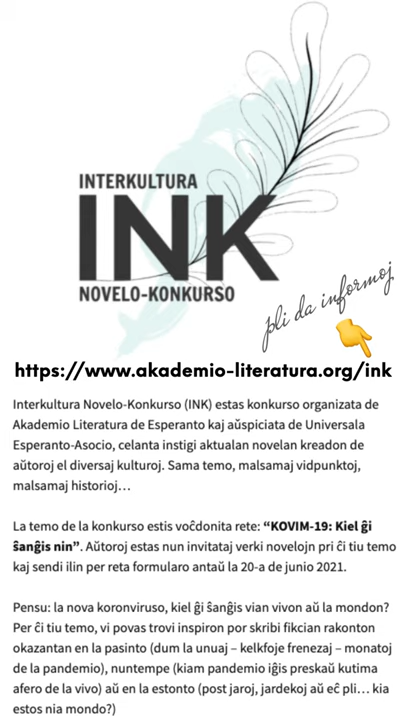 INTERKULTURA
INK
NOVELO-KONKURSO
pli da informoj
https://www.akademio-literatura.org/ink
Interkultura Novelo-Konkurso (INK) estas konkurso organizata de
Akademio Literatura de Esperanto kaj aŭspiciata de Universala
Esperanto-Asocio, celanta instigi aktualan novelan kreadon de
aŭtoroj el diversaj kulturoj. Sama temo, malsamaj vidpunktoj,
malsamaj historioj…
La temo de la konkurso estis voĉdonita rete: “KOVIM-19: Kiel ĝi
ŝanĝis nin”. Aŭtoroj estas nun invitataj verki novelojn pri ĉi tiu temo
kaj sendi ilin per reta formularo antaŭ la 20-a de junio 2021.
Pensu: la nova koronviruso, kiel ĝi ŝanĝis vian vivon aŭ la mondon?
Per ĉi tiu temo, vi povas trovi inspiron por skribi fikcian rakonton
okazantan en la pasinto (dum la unuaj – kelkfoje frenezaj – monatoj
de la pandemio), nuntempe (kiam pandemio iĝis preskaŭ kutima
afero de la vivo) aŭ en la estonto (post jaroj, jardekoj aŭ eĉ pli… kia
estos nia mondo?)